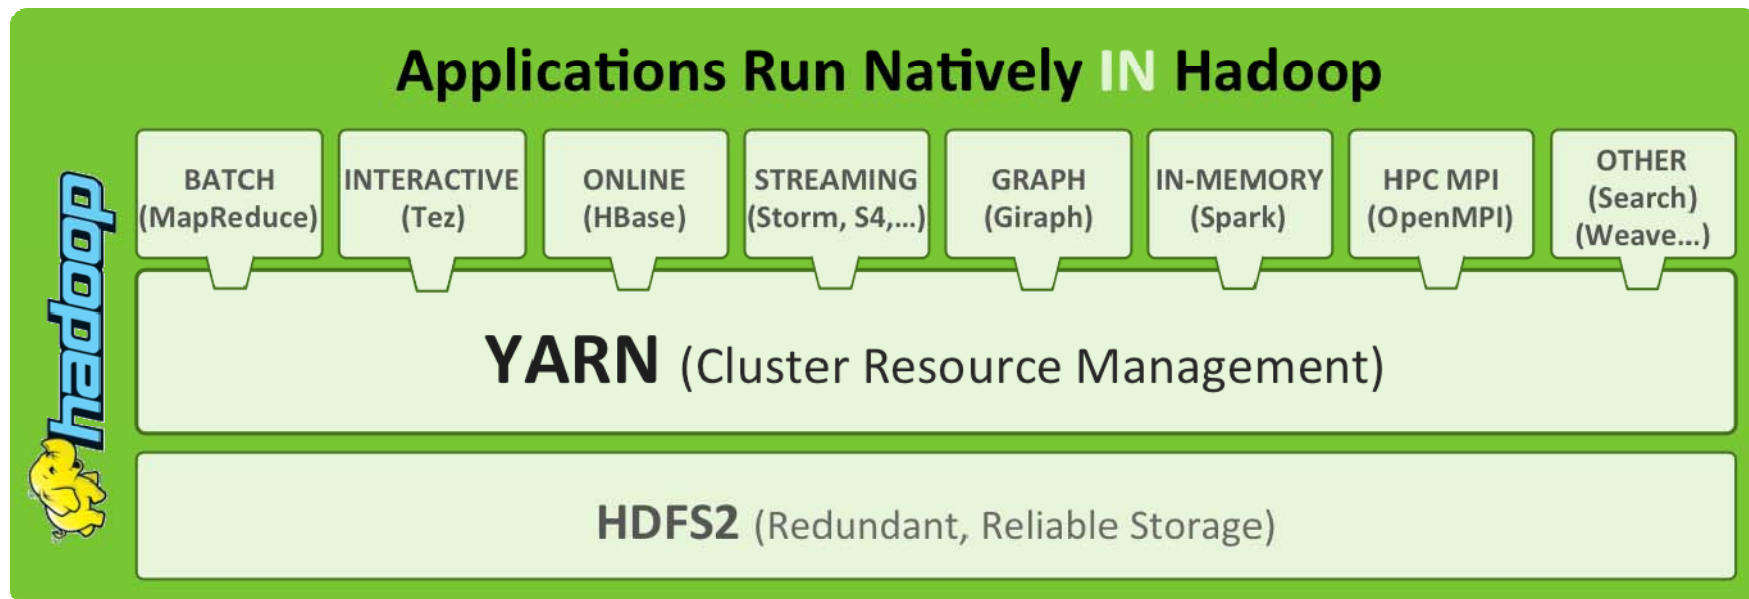 Applications Run Natively IN Hadoop
hadoop
BATCH
(MapReduce)
INTERACTIVE
(Tez)
ONLINE
(HBase)
STREAMING
(Storm, S4,...)
GRAPH
(Giraph)
IN-MEMORY
(Spark)
HPC MPI
(OpenMPI)
OTHER
(Search)
(Weave...)
YARN (Cluster Resource Management)
HDFS2 (Redundant, Reliable Storage)